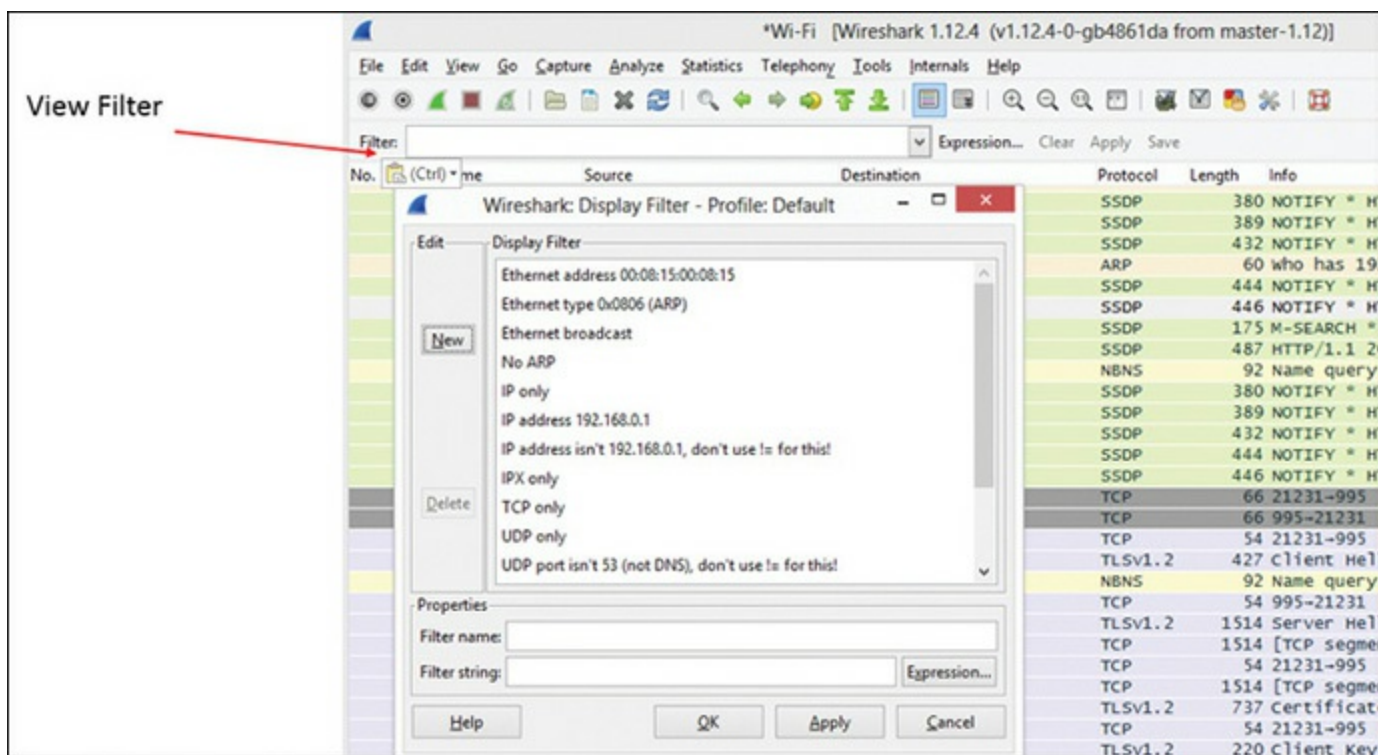 *Wi-Fi [Wireshark 1.12.4 (v1.12.4-0-gb4861da from master-1.12)]
File Edit View Go Capture Analyze Statistics Telephony Tools Internals Help
View Filter
Filter: Expression... Clear Apply Save
No. (Ctrl) me Source Destination Protocol Length Info
Wireshark: Display Filter - Profile: Default
Edit
Display Filter
Ethernet address 00:08:15:00:08:15
Ethernet type 0x0806 (ARP)
Ethernet broadcast
No ARP
IP only
IP address 192.168.0.1
IP address isn't 192.168.0.1, don't use != for this!
IPX only
TCP only
UDP only
UDP port isn't 53 (not DNS), don't use != for this!
New
Delete
Properties
Filter name:
Filter string: Expression...
Help OK Apply Cancel
SSDP 380 NOTIFY * H
SSDP 389 NOTIFY * H
SSDP 432 NOTIFY * H
ARP 60 who has 19
SSDP 444 NOTIFY * H
SSDP 446 NOTIFY * H
SSDP 175 M-SEARCH *
SSDP 487 HTTP/1.1 2
NBNS 92 Name query
SSDP 380 NOTIFY * H
SSDP 389 NOTIFY * H
SSDP 432 NOTIFY * H
SSDP 444 NOTIFY * H
SSDP 446 NOTIFY * H
TCP 66 21231→995
TCP 66 995→21231
TCP 54 21231→995
TLSv1.2 427 Client Hel
NBNS 92 Name query
TCP 54 995→21231
TLSv1.2 1514 Server Hel
TCP 1514 [TCP segme
TCP 54 21231→995
TCP 1514 [TCP segme
TLSv1.2 737 Certificat
TCP 54 21231→995
TLSv1.2 220 Client Key